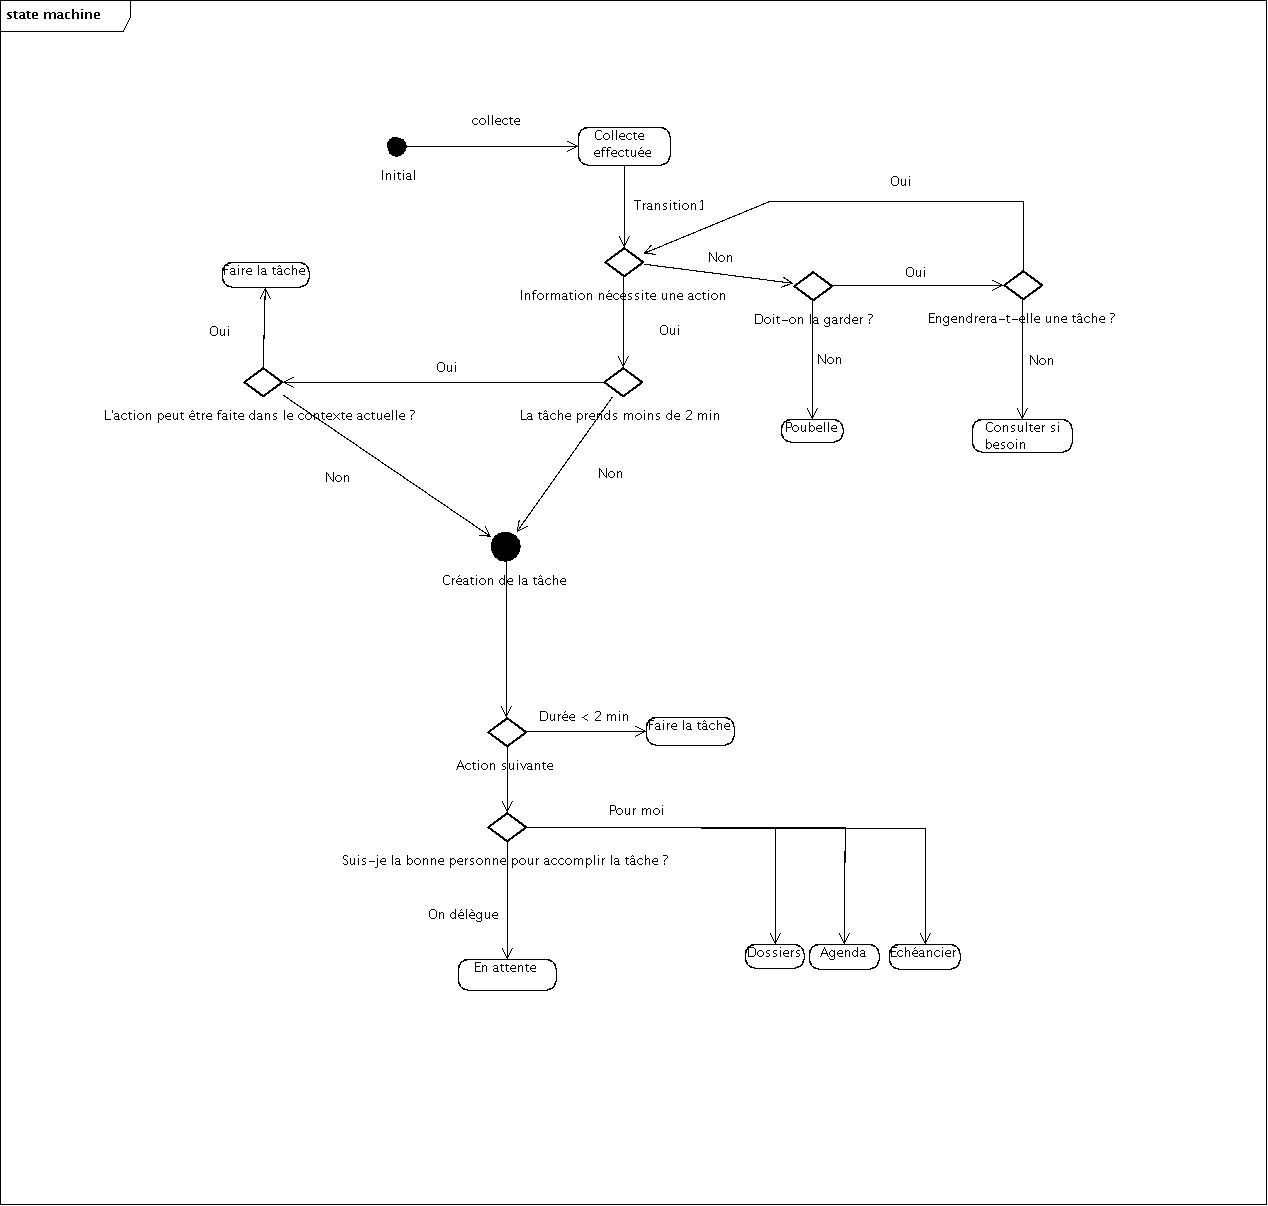 state machine
collecte
Collecte
effectuée
Initial
Oui
Transition1
Non
Faire la tâche
Oui
Information nécessite une action
Doit-on la garder ?
Engendrera-t-elle une tâche ?
Oui
Oui
Non
Non
Oui
L'action peut être faite dans le contexte actuelle ?
La tâche prends moins de 2 min
Poubelle
Consulter si
besoin
Non
Non
Création de la tâche
Durée < 2 min
Faire la tâche
Action suivante
Pour moi
Suis-je la bonne personne pour accomplir la tâche ?
On délègue
Dossiers
Agenda
Echéancier
En attente